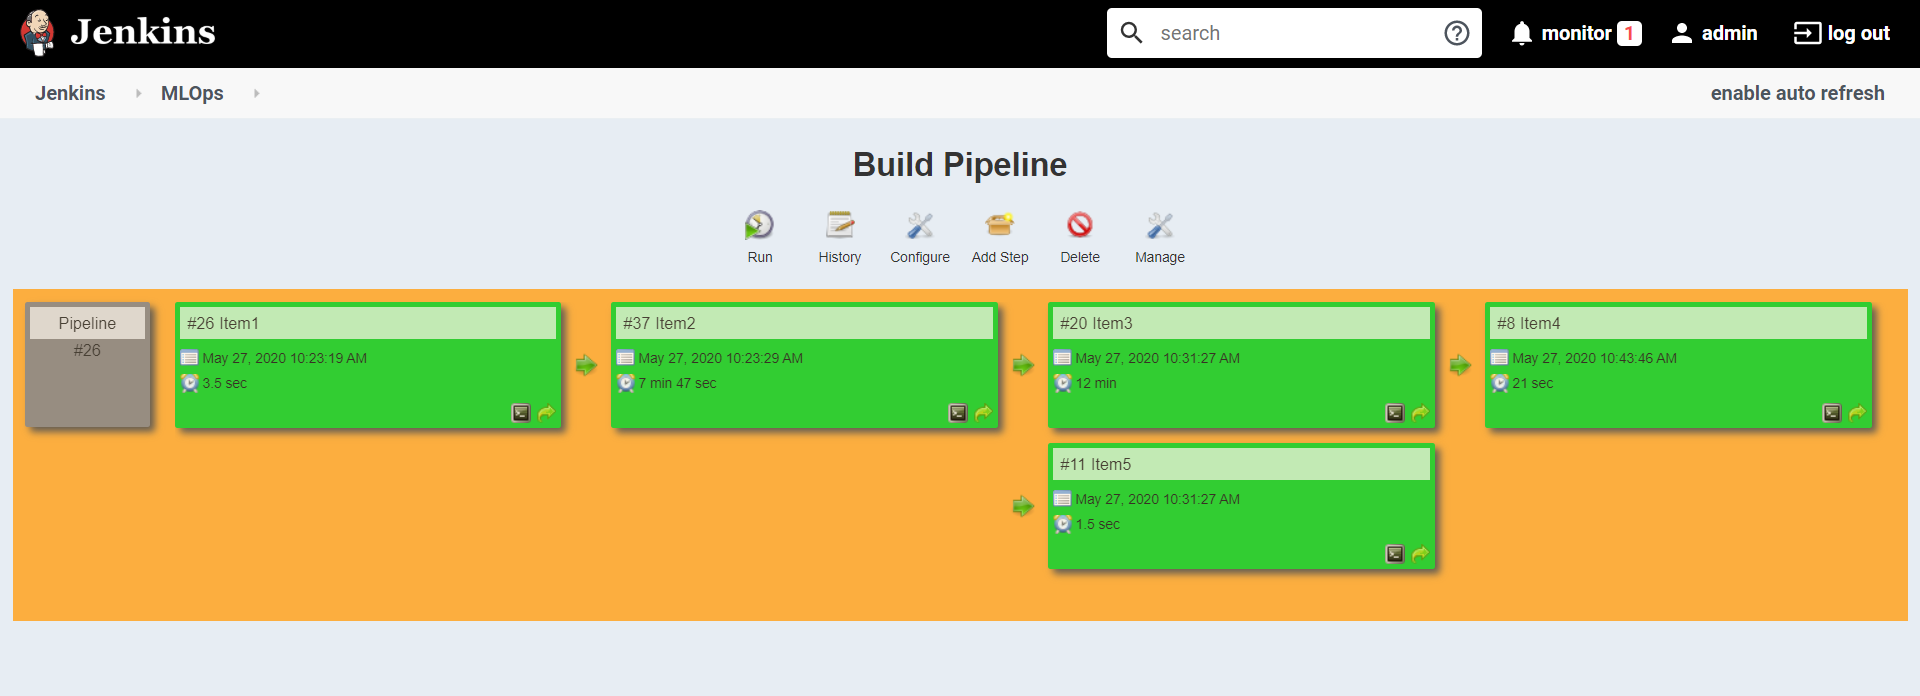 Jenkins
search
monitor 1
admin
log out
Jenkins
MLOps
enable auto refresh
Build Pipeline
Run
History
Configure
Add Step
Delete
Manage
Pipeline
#26
#26 Item1
May 27, 2020 10:23:19 AM
3.5 sec
#37 Item2
May 27, 2020 10:23:29 AM
7 min 47 sec
#20 Item3
May 27, 2020 10:31:27 AM
12 min
#8 Item4
May 27, 2020 10:43:46 AM
21 sec
#11 Item5
May 27, 2020 10:31:27 AM
1.5 sec